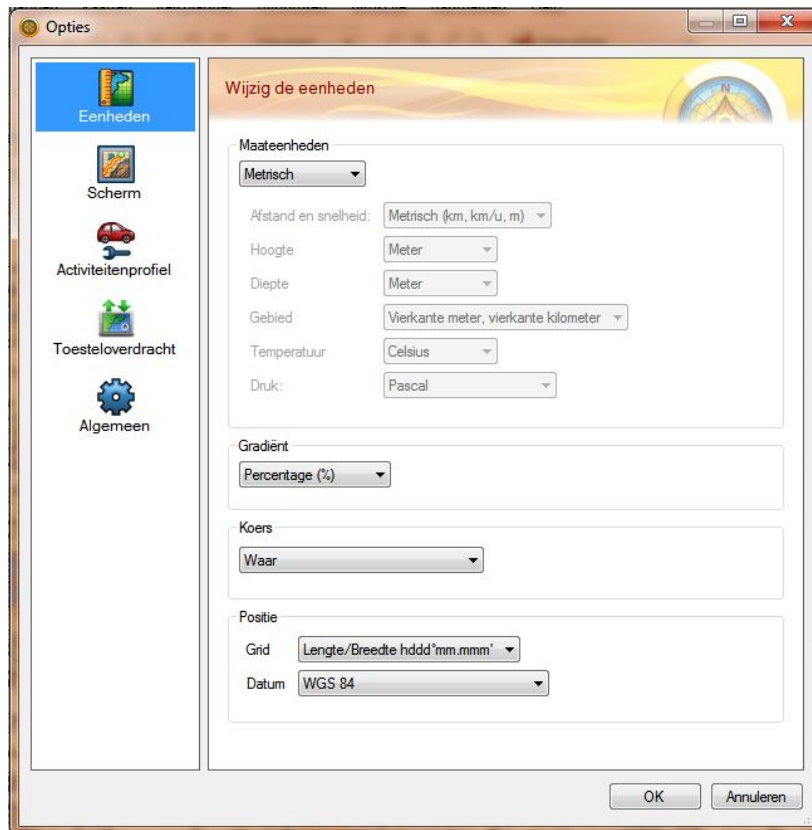 Opties
Eenheden
Scherm
Activiteitenprofiel
Toesteloverdracht
Algemeen
Wijzig de eenheden
N
Maateenheden
Metrisch
Afstand en snelheid: Metrisch (km, km/u, m)
Hoogte Meter
Diepte Meter
Gebied Vierkante meter, vierkante kilometer
Temperatuur Celsius
Druk: Pascal
Gradiënt
Percentage (%)
Koers
Waar
Positie
Grid Lengte/Breedte hddd°mm.mmm'
Datum WGS 84
OK Annuleren